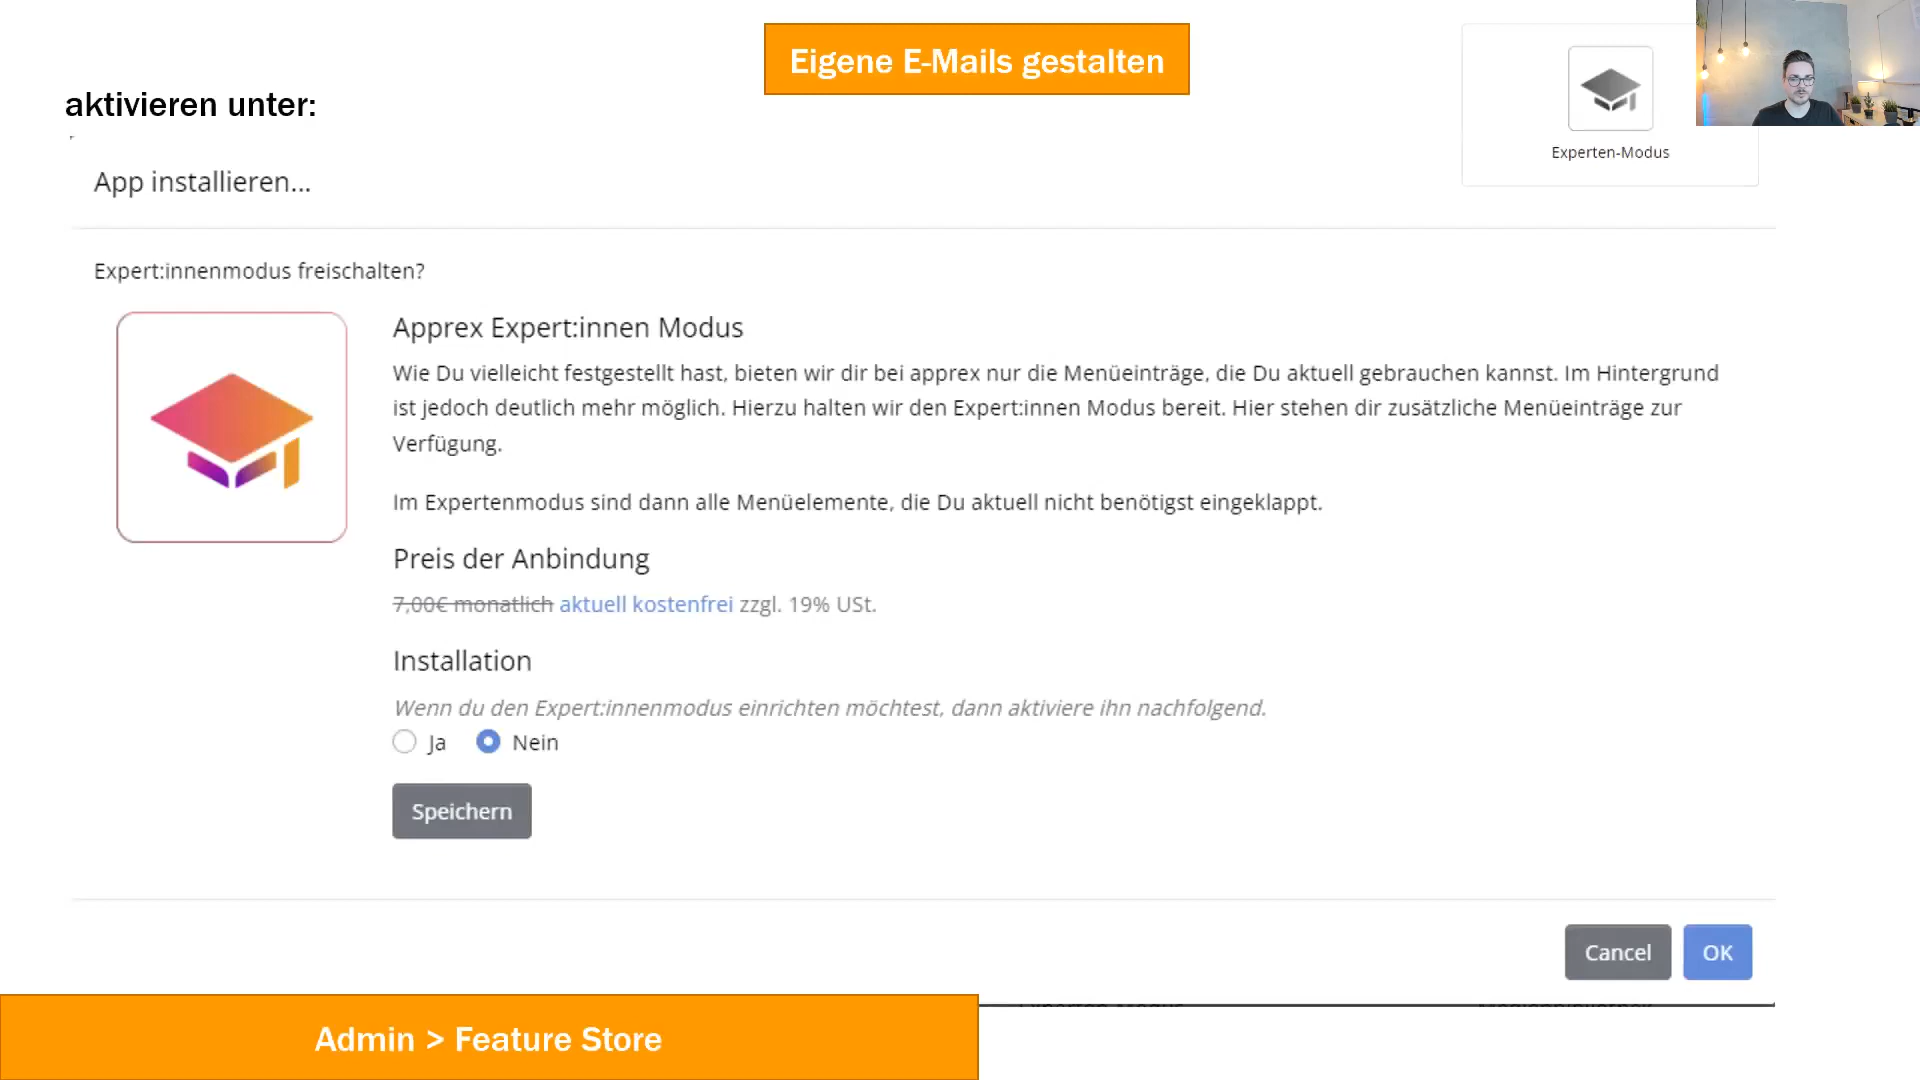 Eigene E-Mails gestalten
aktivieren unter:
Experten-Modus
App installieren...
Expert:innenmodus freischalten?
Apprex Expert:innen Modus
Wie Du vielleicht festgestellt hast, bieten wir dir bei apprex nur die Menüeinträge, die Du aktuell gebrauchen kannst. Im Hintergrund
ist jedoch deutlich mehr möglich. Hierzu halten wir den Expert:innen Modus bereit. Hier stehen dir zusätzliche Menüeinträge zur
Verfügung.
Im Expertenmodus sind dann alle Menüelemente, die Du aktuell nicht benötigst eingeklappt.
Preis der Anbindung
7,00€ monatlich aktuell kostenfrei zzgl. 19% USt.
Installation
Wenn du den Expert:innenmodus einrichten möchtest, dann aktiviere ihn nachfolgend.
Ja Nein
Speichern
Cancel OK
Admin > Feature Store